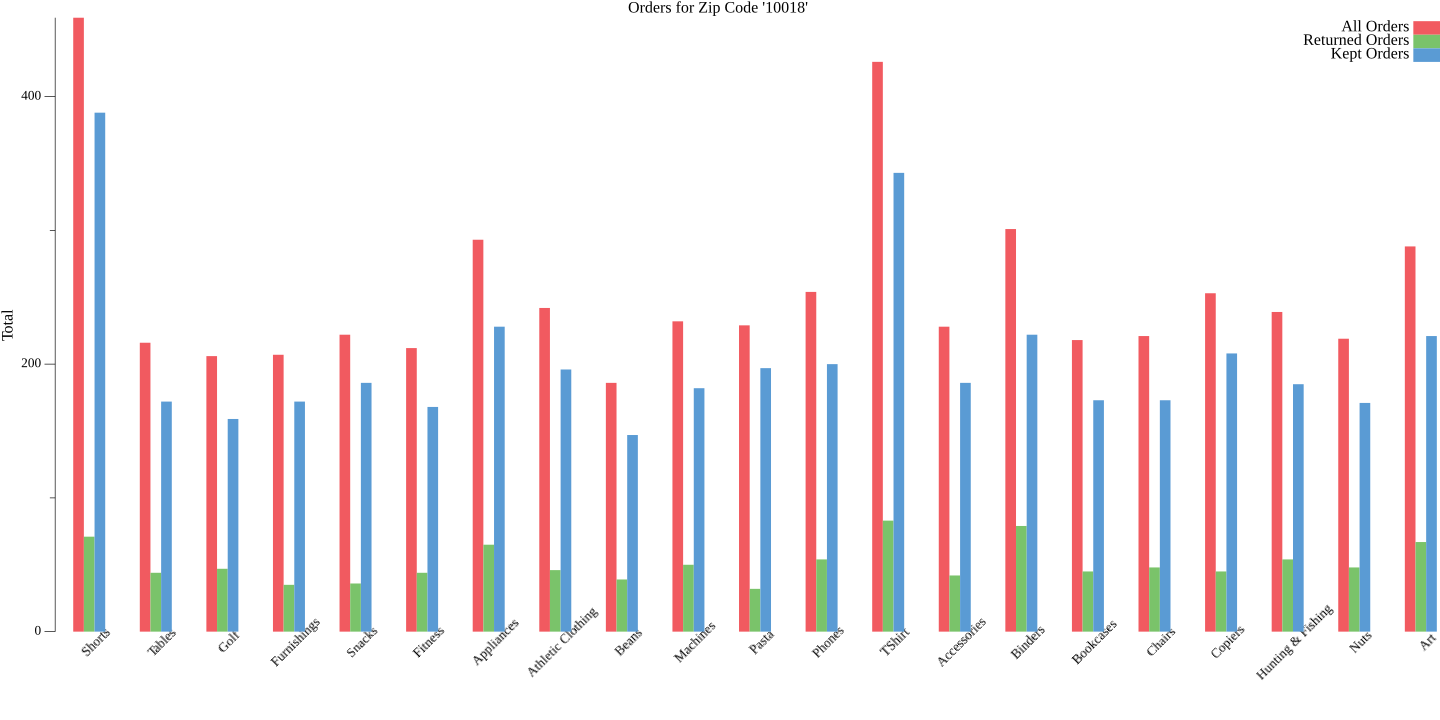 Orders for Zip Code '10018'
All Orders
Returned Orders
Kept Orders
400
200
0
Total
Shorts
Tables
Golf
Furnishings
Snacks
Fitness
Appliances
Athletic Clothing
Beans
Machines
Pasta
Phones
TShirt
Accessories
Binders
Bookcases
Chairs
Copiers
Hunting & Fishing
Nuts
Art